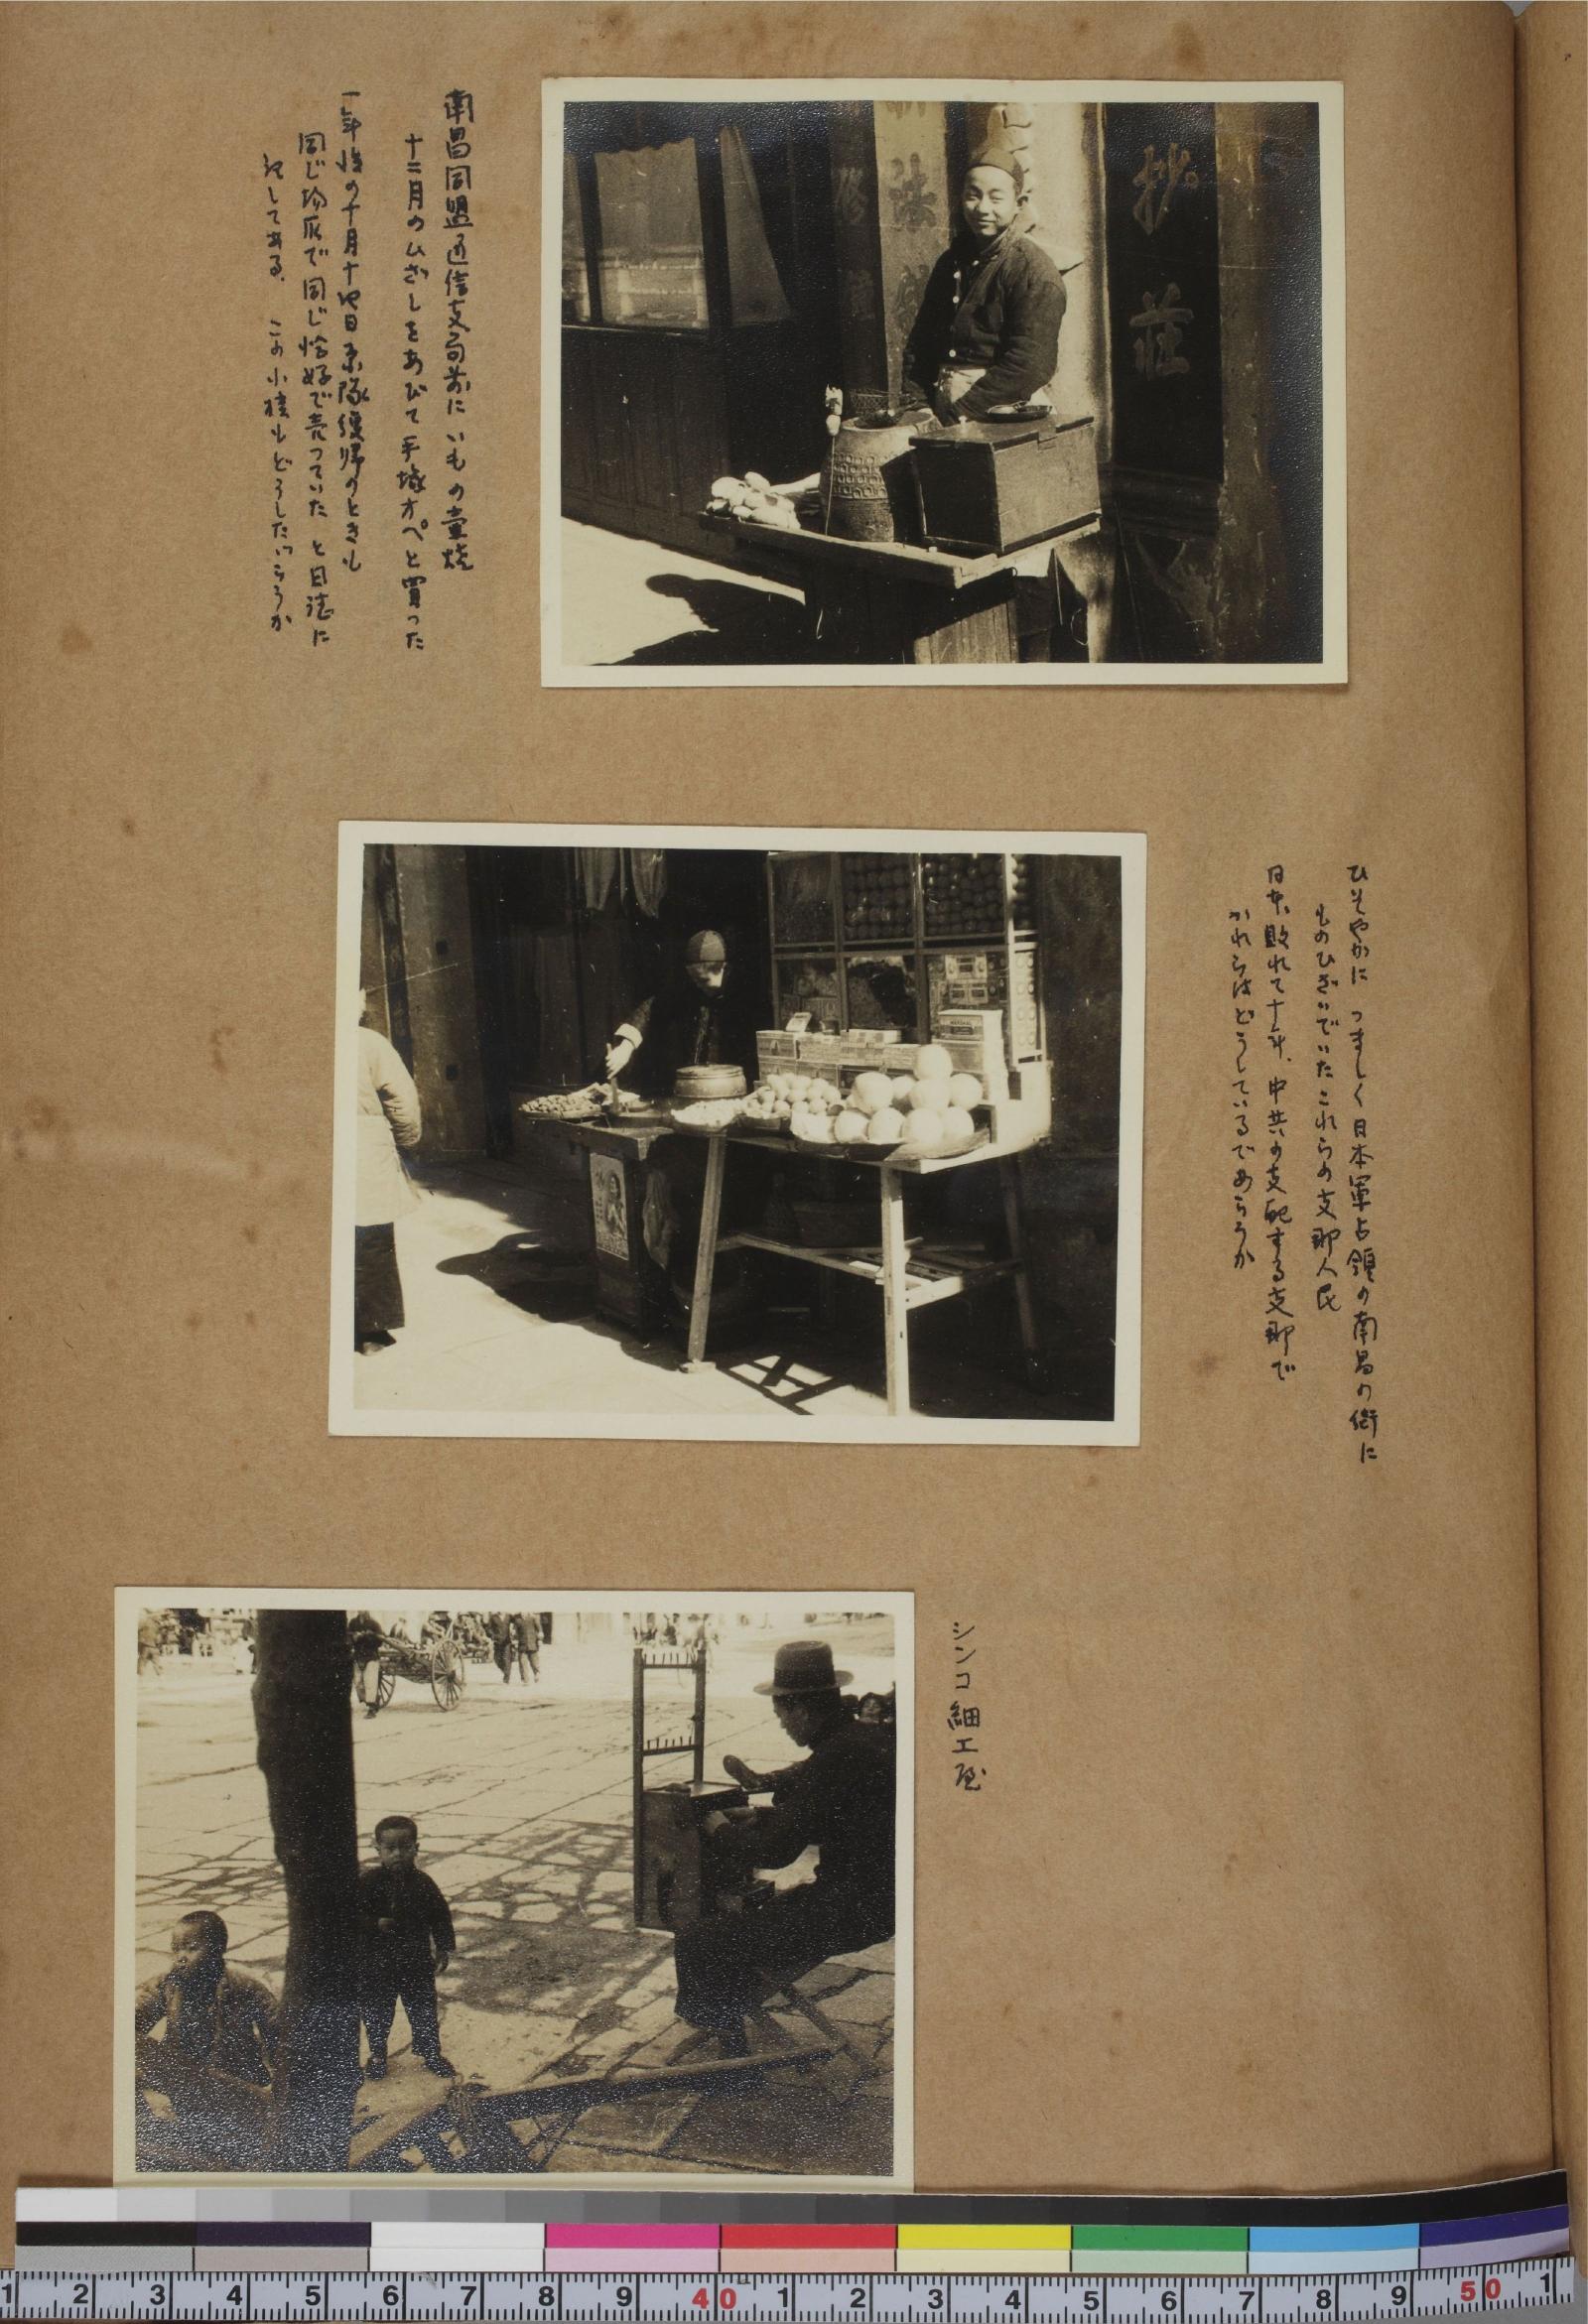 南昌同盟通信支局前に いもの壷焼
十二月のひざしをあびて 手城オペと買った
一年後の十月十四日原隊復帰のときも
同じ場所で同じ恰好で売っていた と日誌に
記してある. この小孩もどうしただろうか
抄莊
ひそやかに つましく 日本軍占領の南昌の街に
ものひさいでいた これらの支那人民
日本敗れて十年、中共の支配する支那で
かれらはどうしているであろうか
シンコ細工屋
1 2 3 4 5 6 7 8 9 40 1 2 3 4 5 6 7 8 9 50 1